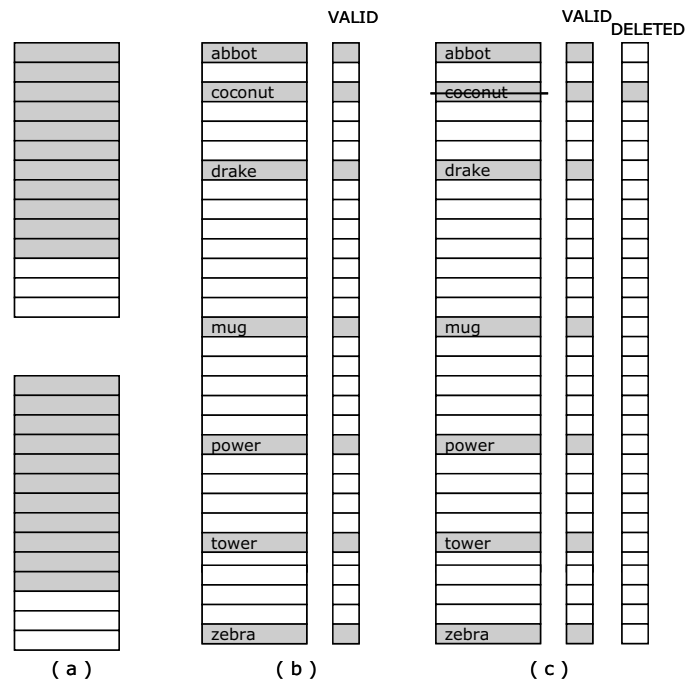 VALID
VALID
DELETED
abbot
coconut
drake
mug
power
tower
zebra
abbot
coconut
drake
mug
power
tower
zebra
( a )
( b )
( c )